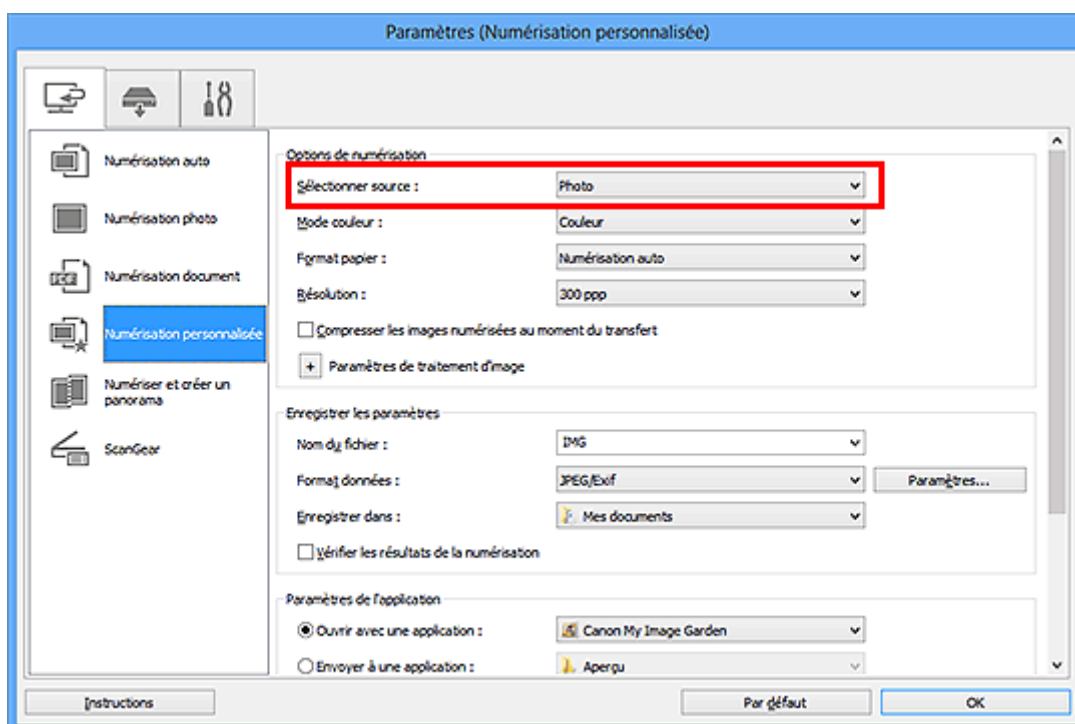 Paramètres (Numérisation personnalisée)
Numérisation auto
Numérisation photo
Numérisation document
Numérisation personnalisée
Numériser et créer un
panorama
ScanGear
Options de numérisation
Sélectionner source : Photo
Mode couleur : Couleur
Format papier : Numérisation auto
Résolution : 300 ppp
Compresser les images numérisées au moment du transfert
+ Paramètres de traitement d'image
Enregistrer les paramètres
Nom du fichier : IMG
Format données : JPEG/Exif Paramètres...
Enregistrer dans : Mes documents
Vérifier les résultats de la numérisation
Paramètres de l'application
Ouvrir avec une application : Canon My Image Garden
Envoyer à une application : Aperçu
Instructions Par défaut OK